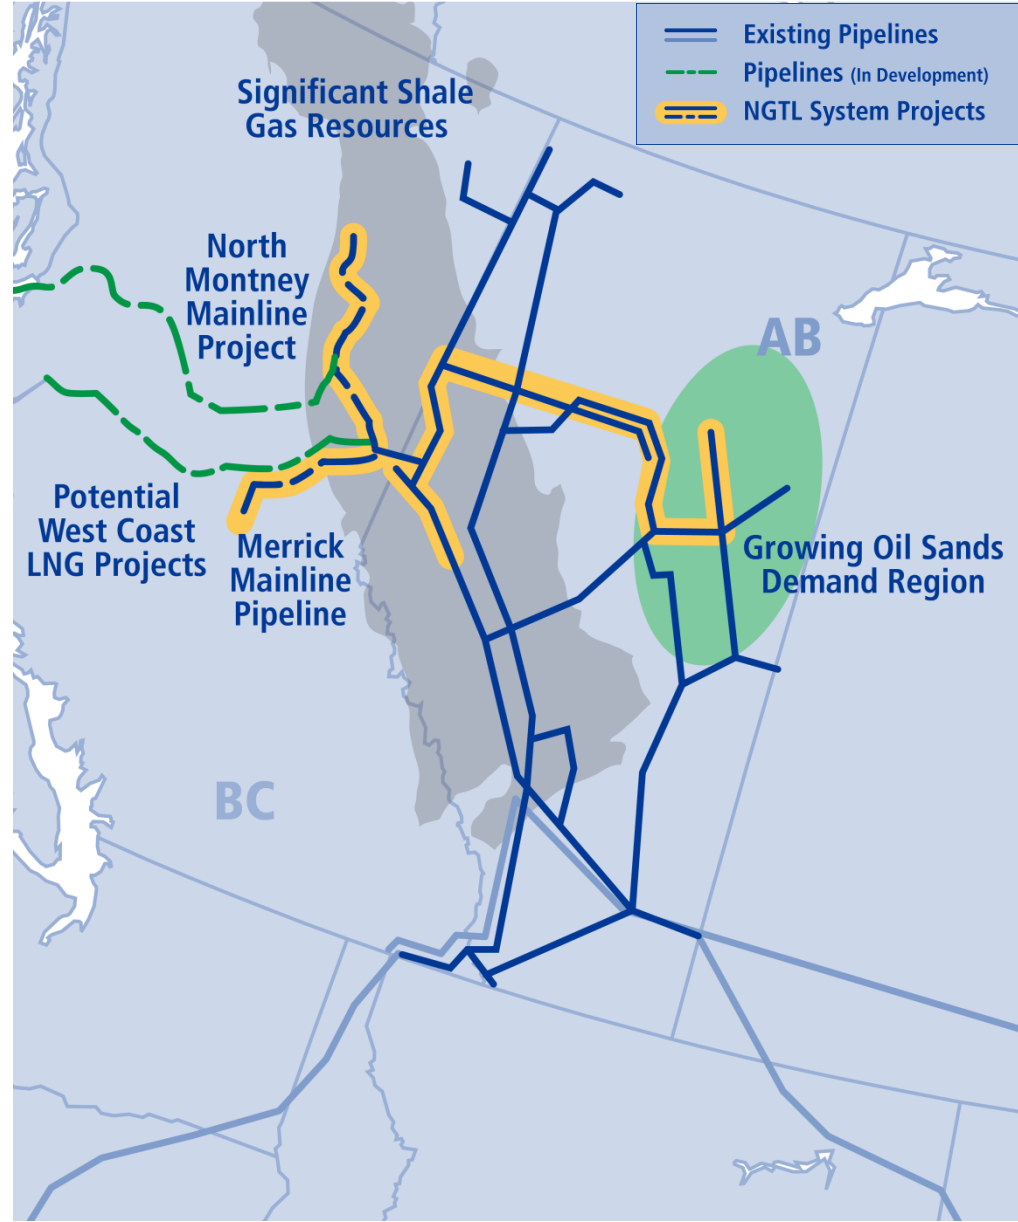 Existing Pipelines
Pipelines (In Development)
NGTL System Projects
Significant Shale
Gas Resources
North
Montney
Mainline
Project
AB
Potential
West Coast
LNG Projects
Merrick
Mainline
Pipeline
Growing Oil Sands
Demand Region
BC